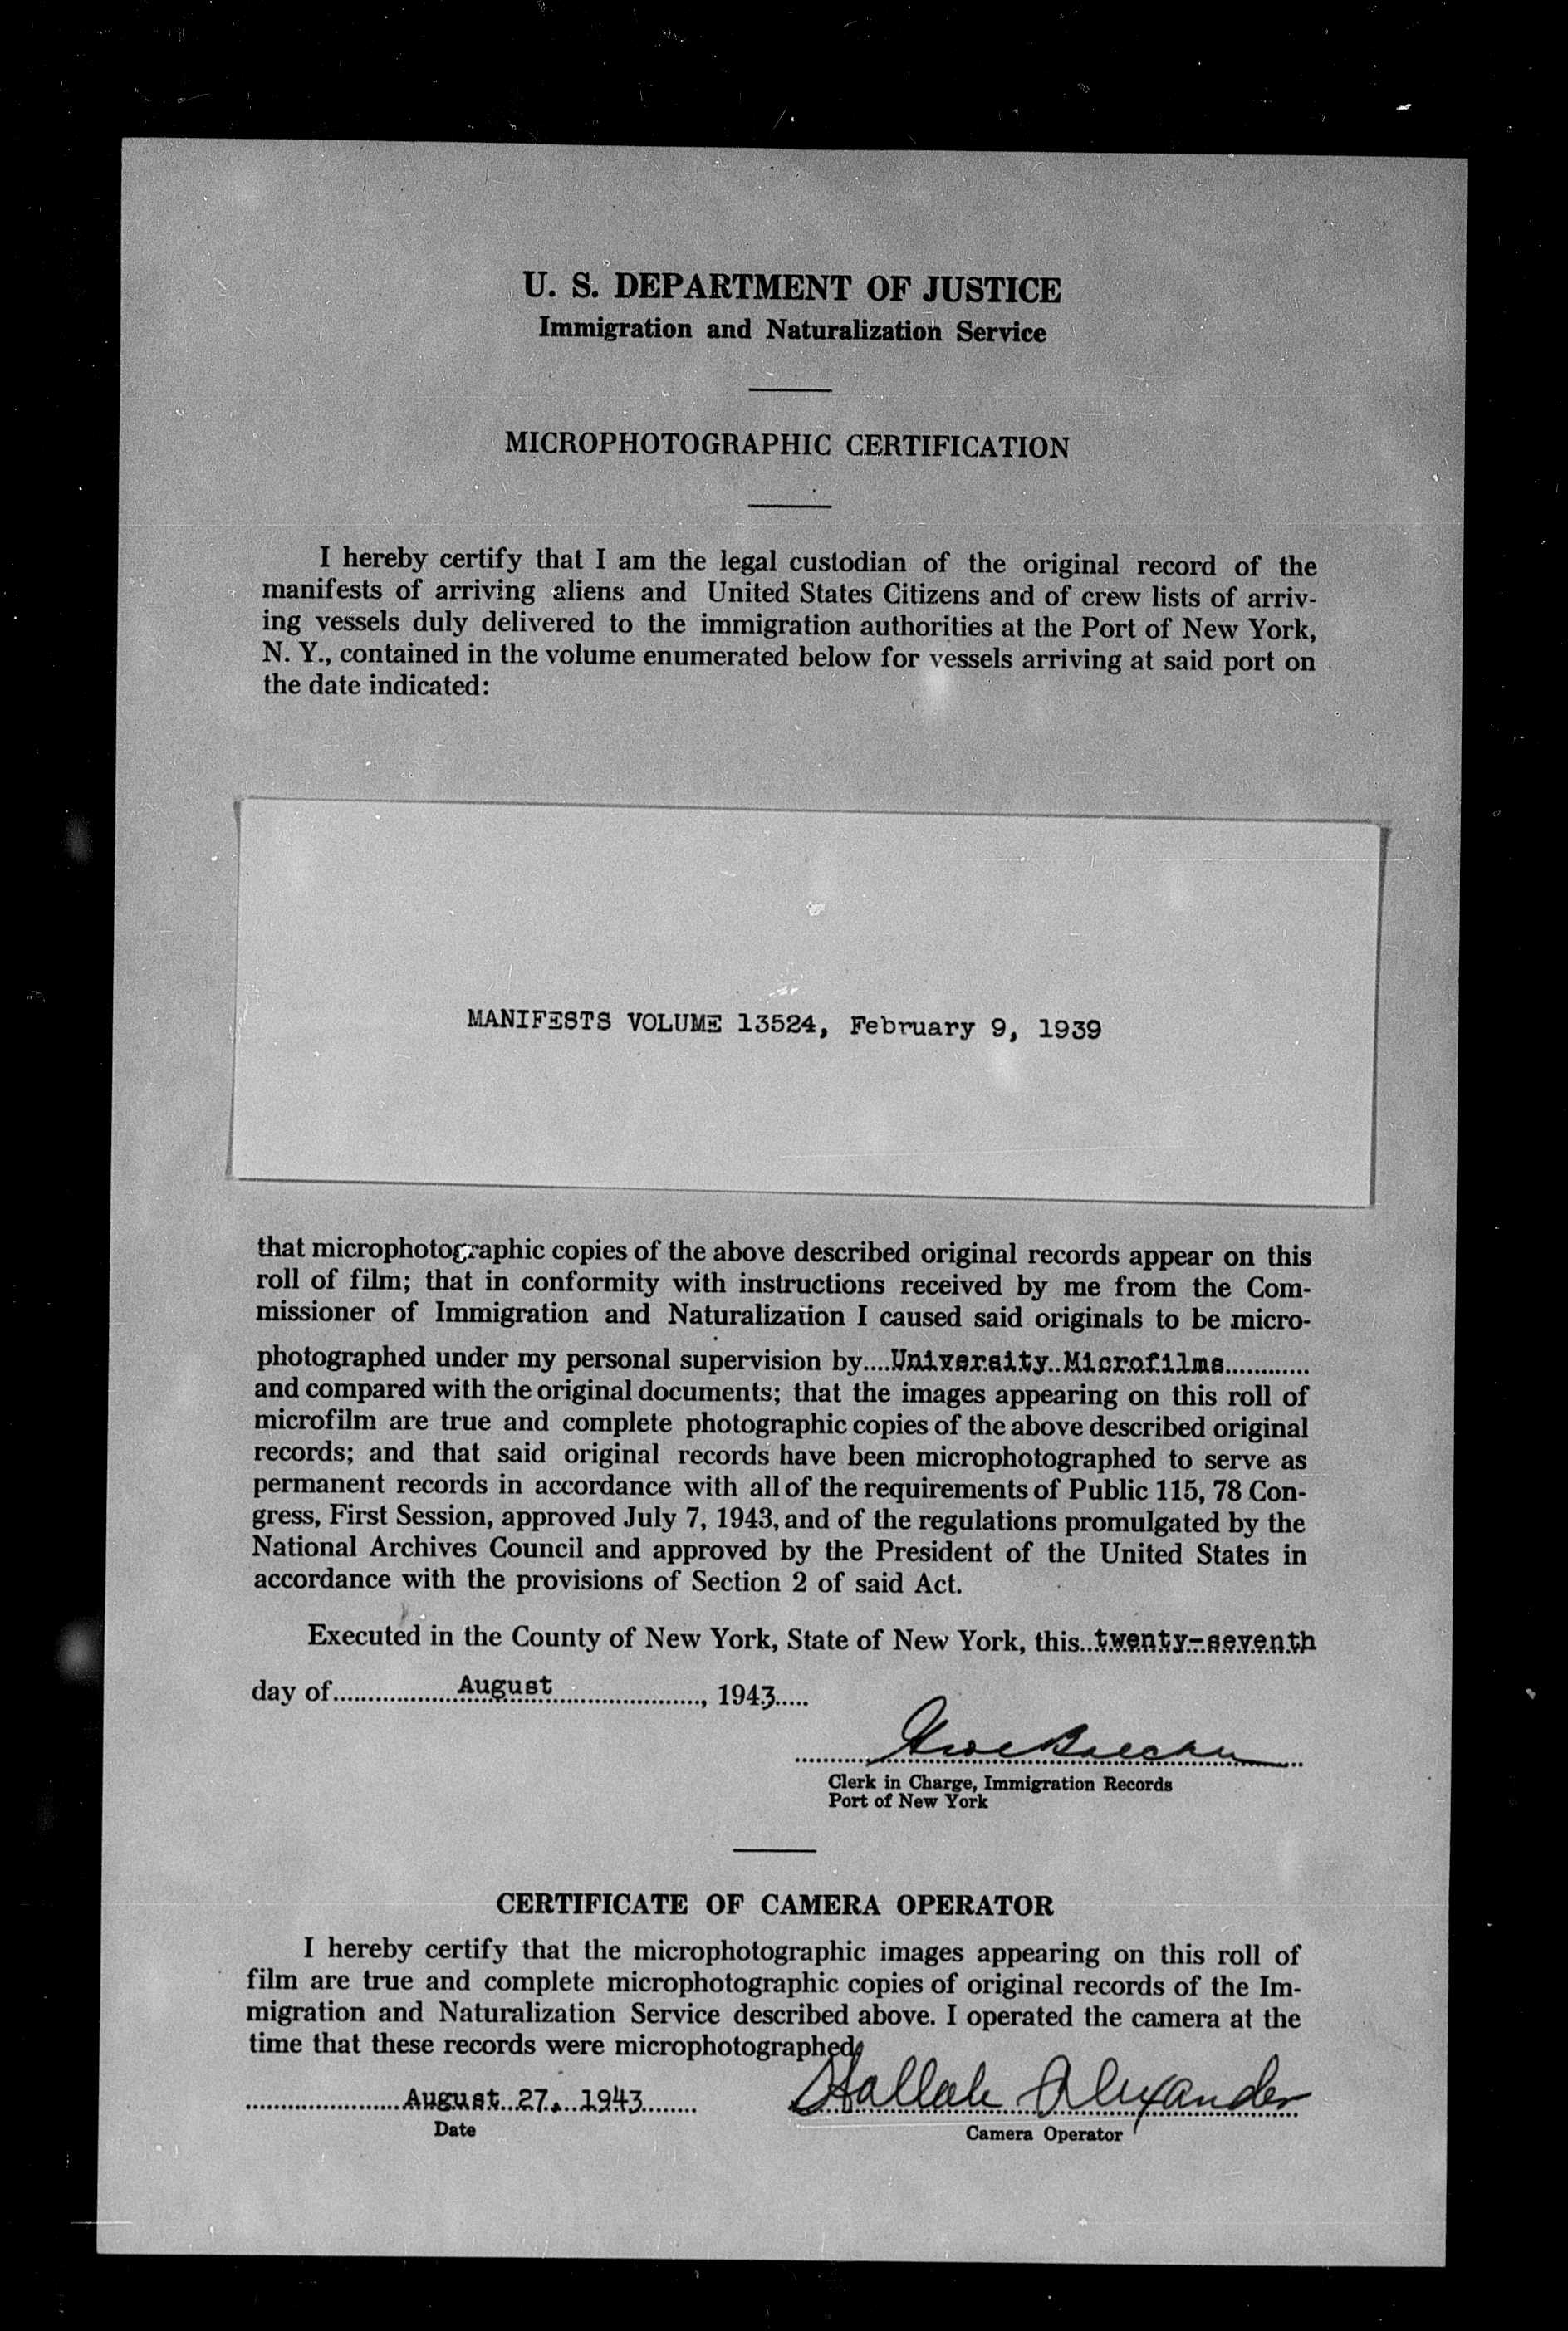 U. S. DEPARTMENT OF JUSTICE
Immigration and Naturalization Service
MICROPHOTOGRAPHIC CERTIFICATION
I hereby certify that I am the legal custodian of the original record of the
manifests of arriving aliens and United States Citizens and of crew lists of arriv-
ing vessels duly delivered to the immigration authorities at the Port of New York,
N. Y., contained in the volume enumerated below for vessels arriving at said port on
the date indicated:
MANIFESTS VOLUME 13524, February 9, 1939
that microphotographic copies of the above described original records appear on this
roll of film; that in conformity with instructions received by me from the Com-
missioner of Immigration and Naturalization I caused said originals to be micro-
photographed under my personal supervision by....University Microfilms............
and compared with the original documents; that the images appearing on this roll of
microfilm are true and complete photographic copies of the above described original
records; and that said original records have been microphotographed to serve as
permanent records in accordance with all of the requirements of Public 115, 78 Con-
gress, First Session, approved July 7, 1943, and of the regulations promulgated by the
National Archives Council and approved by the President of the United States in
accordance with the provisions of Section 2 of said Act.
Executed in the County of New York, State of New York, this..twenty-seventh
day of..................August......................, 1943.....
Clerk in Charge, Immigration Records
Port of New York
CERTIFICATE OF CAMERA OPERATOR
I hereby certify that the microphotographic images appearing on this roll of
film are true and complete microphotographic copies of original records of the Im-
migration and Naturalization Service described above. I operated the camera at the
time that these records were microphotographed.
......................August 27, 1943........ Alexander
Date
Camera Operator